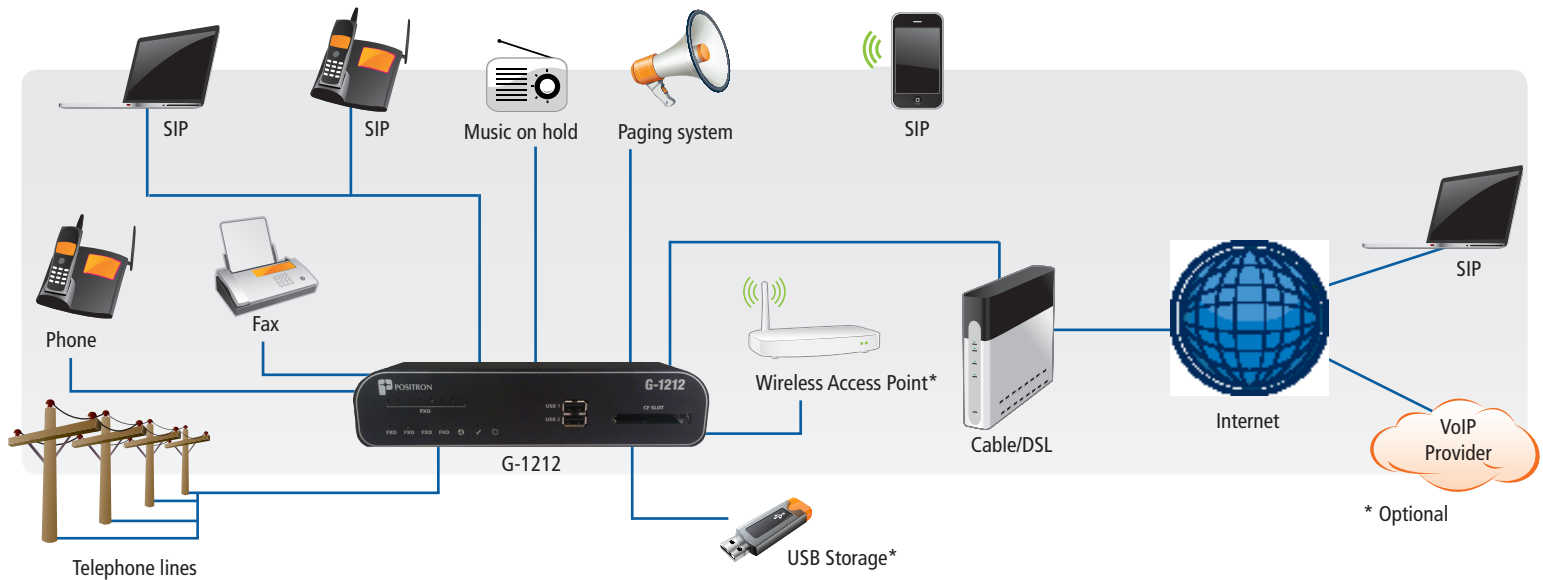 SIP
SIP
Music on hold
Paging system
SIP
SIP
Phone
Fax
Wireless Access Point*
Cable/DSL
Internet
VoIP
Provider
* Optional
POSITRON
G-1212
FXO
USB 1
USB 2
CF SLOT
FXO FXO FXO FXO
G-1212
USB Storage*
Telephone lines